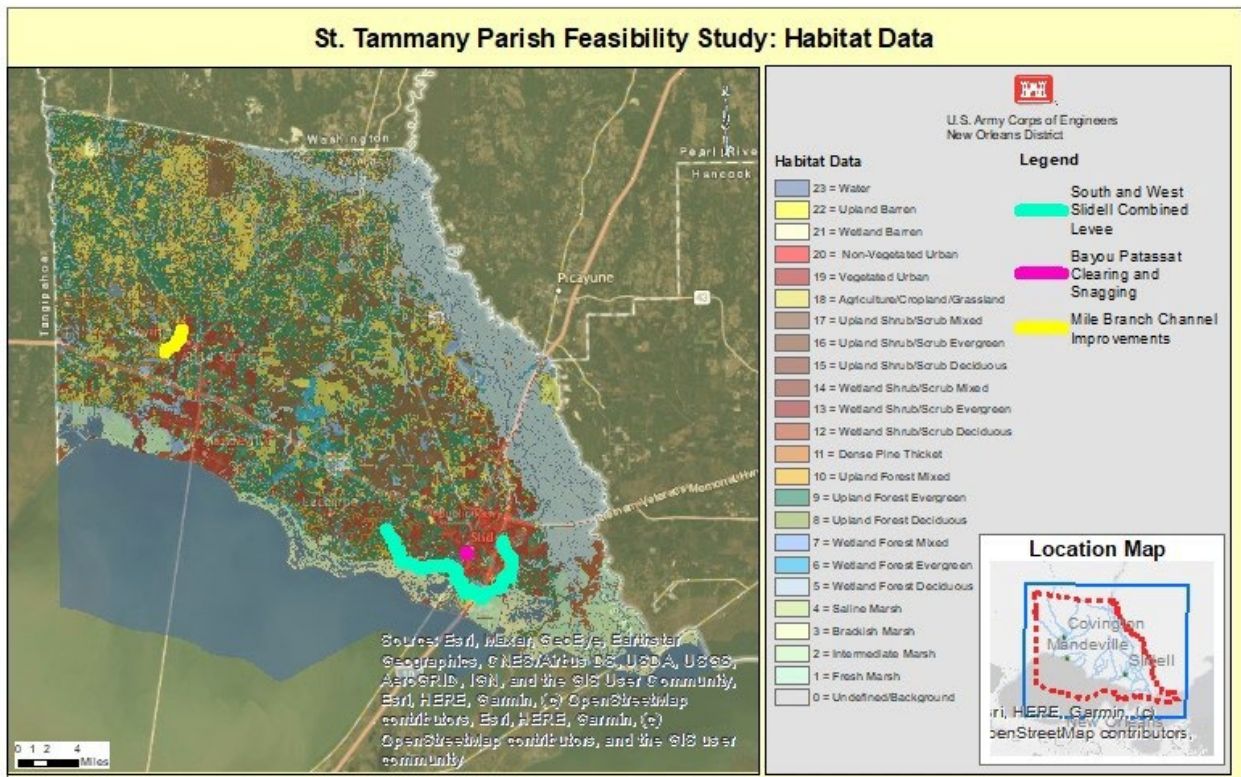 St. Tammany Parish Feasibility Study: Habitat Data
Washington
Pearl River
Hancock
Tangipahoa
Picayune
43
Slidell
Source: Esri, Maxar, GeoEye, Earthstar
Geographics, CNES/Airbus DS, USDA, USGS,
AeroGRID, IGN, and the GIS User Community,
Esri, HERE, Garmin, (c) OpenStreetMap
contributors, Esri, HERE, Garmin, (c)
OpenStreetMap contributors, and the GIS user
community
0 1 2 4
Miles
U.S. Army Corps of Engineers
New Orleans District
Habitat Data
23 = Water
22 = Upland Barren
21 = Wetland Barren
20 = Non-Vegetated Urban
19 = Vegetated Urban
18 = Agriculture/Cropland/Grassland
17 = Upland Shrub/Scrub Mixed
16 = Upland Shrub/Scrub Evergreen
15 = Upland Shrub/Scrub Deciduous
14 = Wetland Shrub/Scrub Mixed
13 = Wetland Shrub/Scrub Evergreen
12 = Wetland Shrub/Scrub Deciduous
11 = Dense Pine Thicket
10 = Upland Forest Mixed
9 = Upland Forest Evergreen
8 = Upland Forest Deciduous
7 = Wetland Forest Mixed
6 = Wetland Forest Evergreen
5 = Wetland Forest Deciduous
4 = Saline Marsh
3 = Brackish Marsh
2 = Intermediate Marsh
1 = Fresh Marsh
0 = Undefined/Background
Legend
South and West
Slidell Combined
Levee
Bayou Patassat
Clearing and
Snagging
Mile Branch Channel
Improvements
Location Map
Covington
Mandeville
Slidell
New Orleans
HERE, Garmin, (c)
OpenStreetMap contributors,